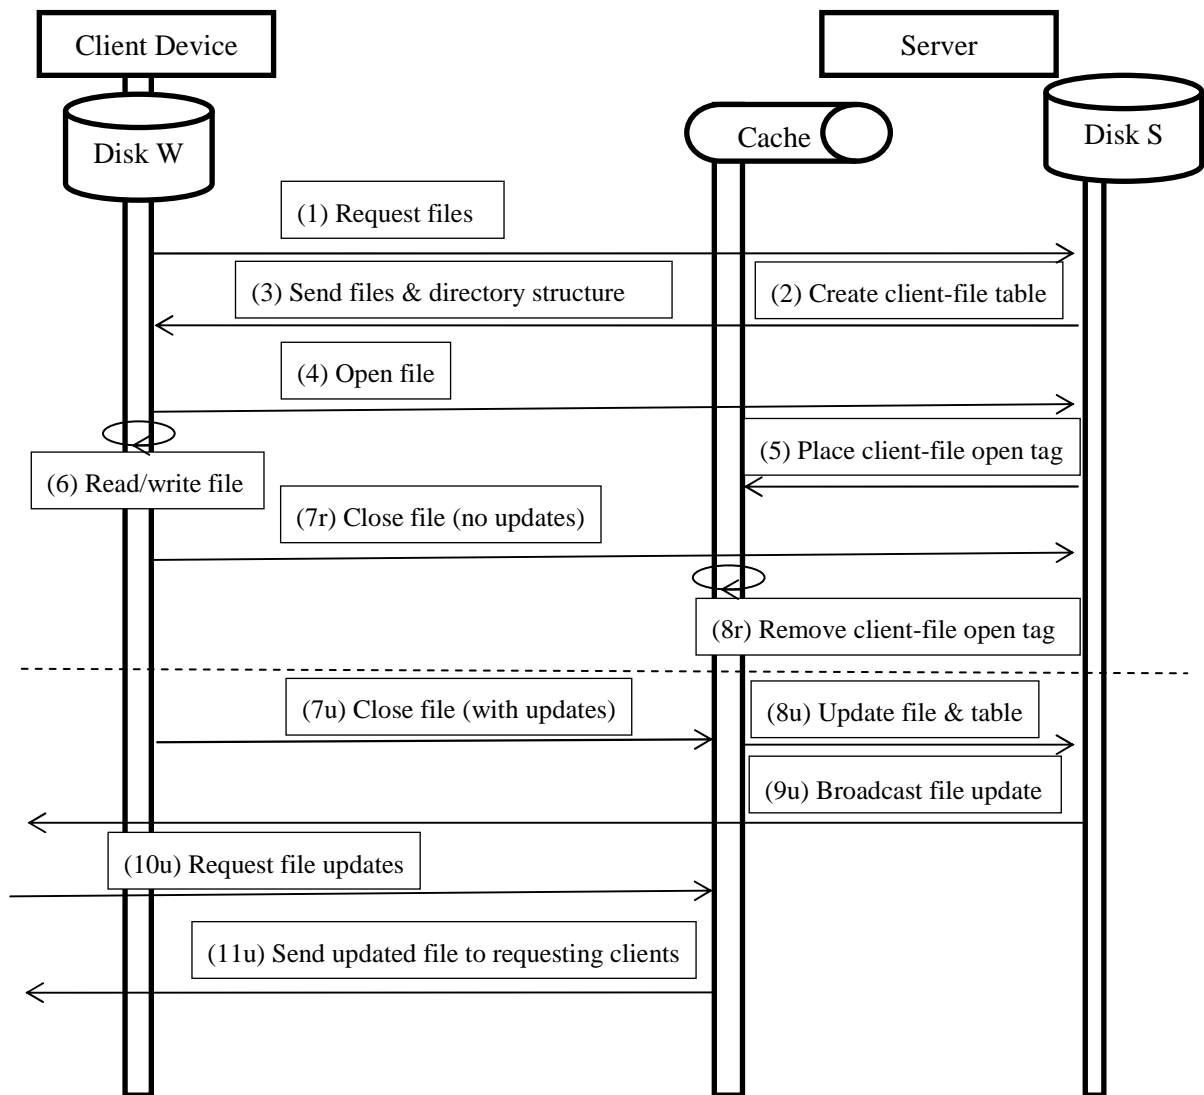 Client Device
Server
Disk W
Cache
Disk S
(1) Request files
(3) Send files & directory structure
(2) Create client-file table
(4) Open file
(5) Place client-file open tag
(6) Read/write file
(7r) Close file (no updates)
(8r) Remove client-file open tag
(7u) Close file (with updates)
(8u) Update file & table
(9u) Broadcast file update
(10u) Request file updates
(11u) Send updated file to requesting clients